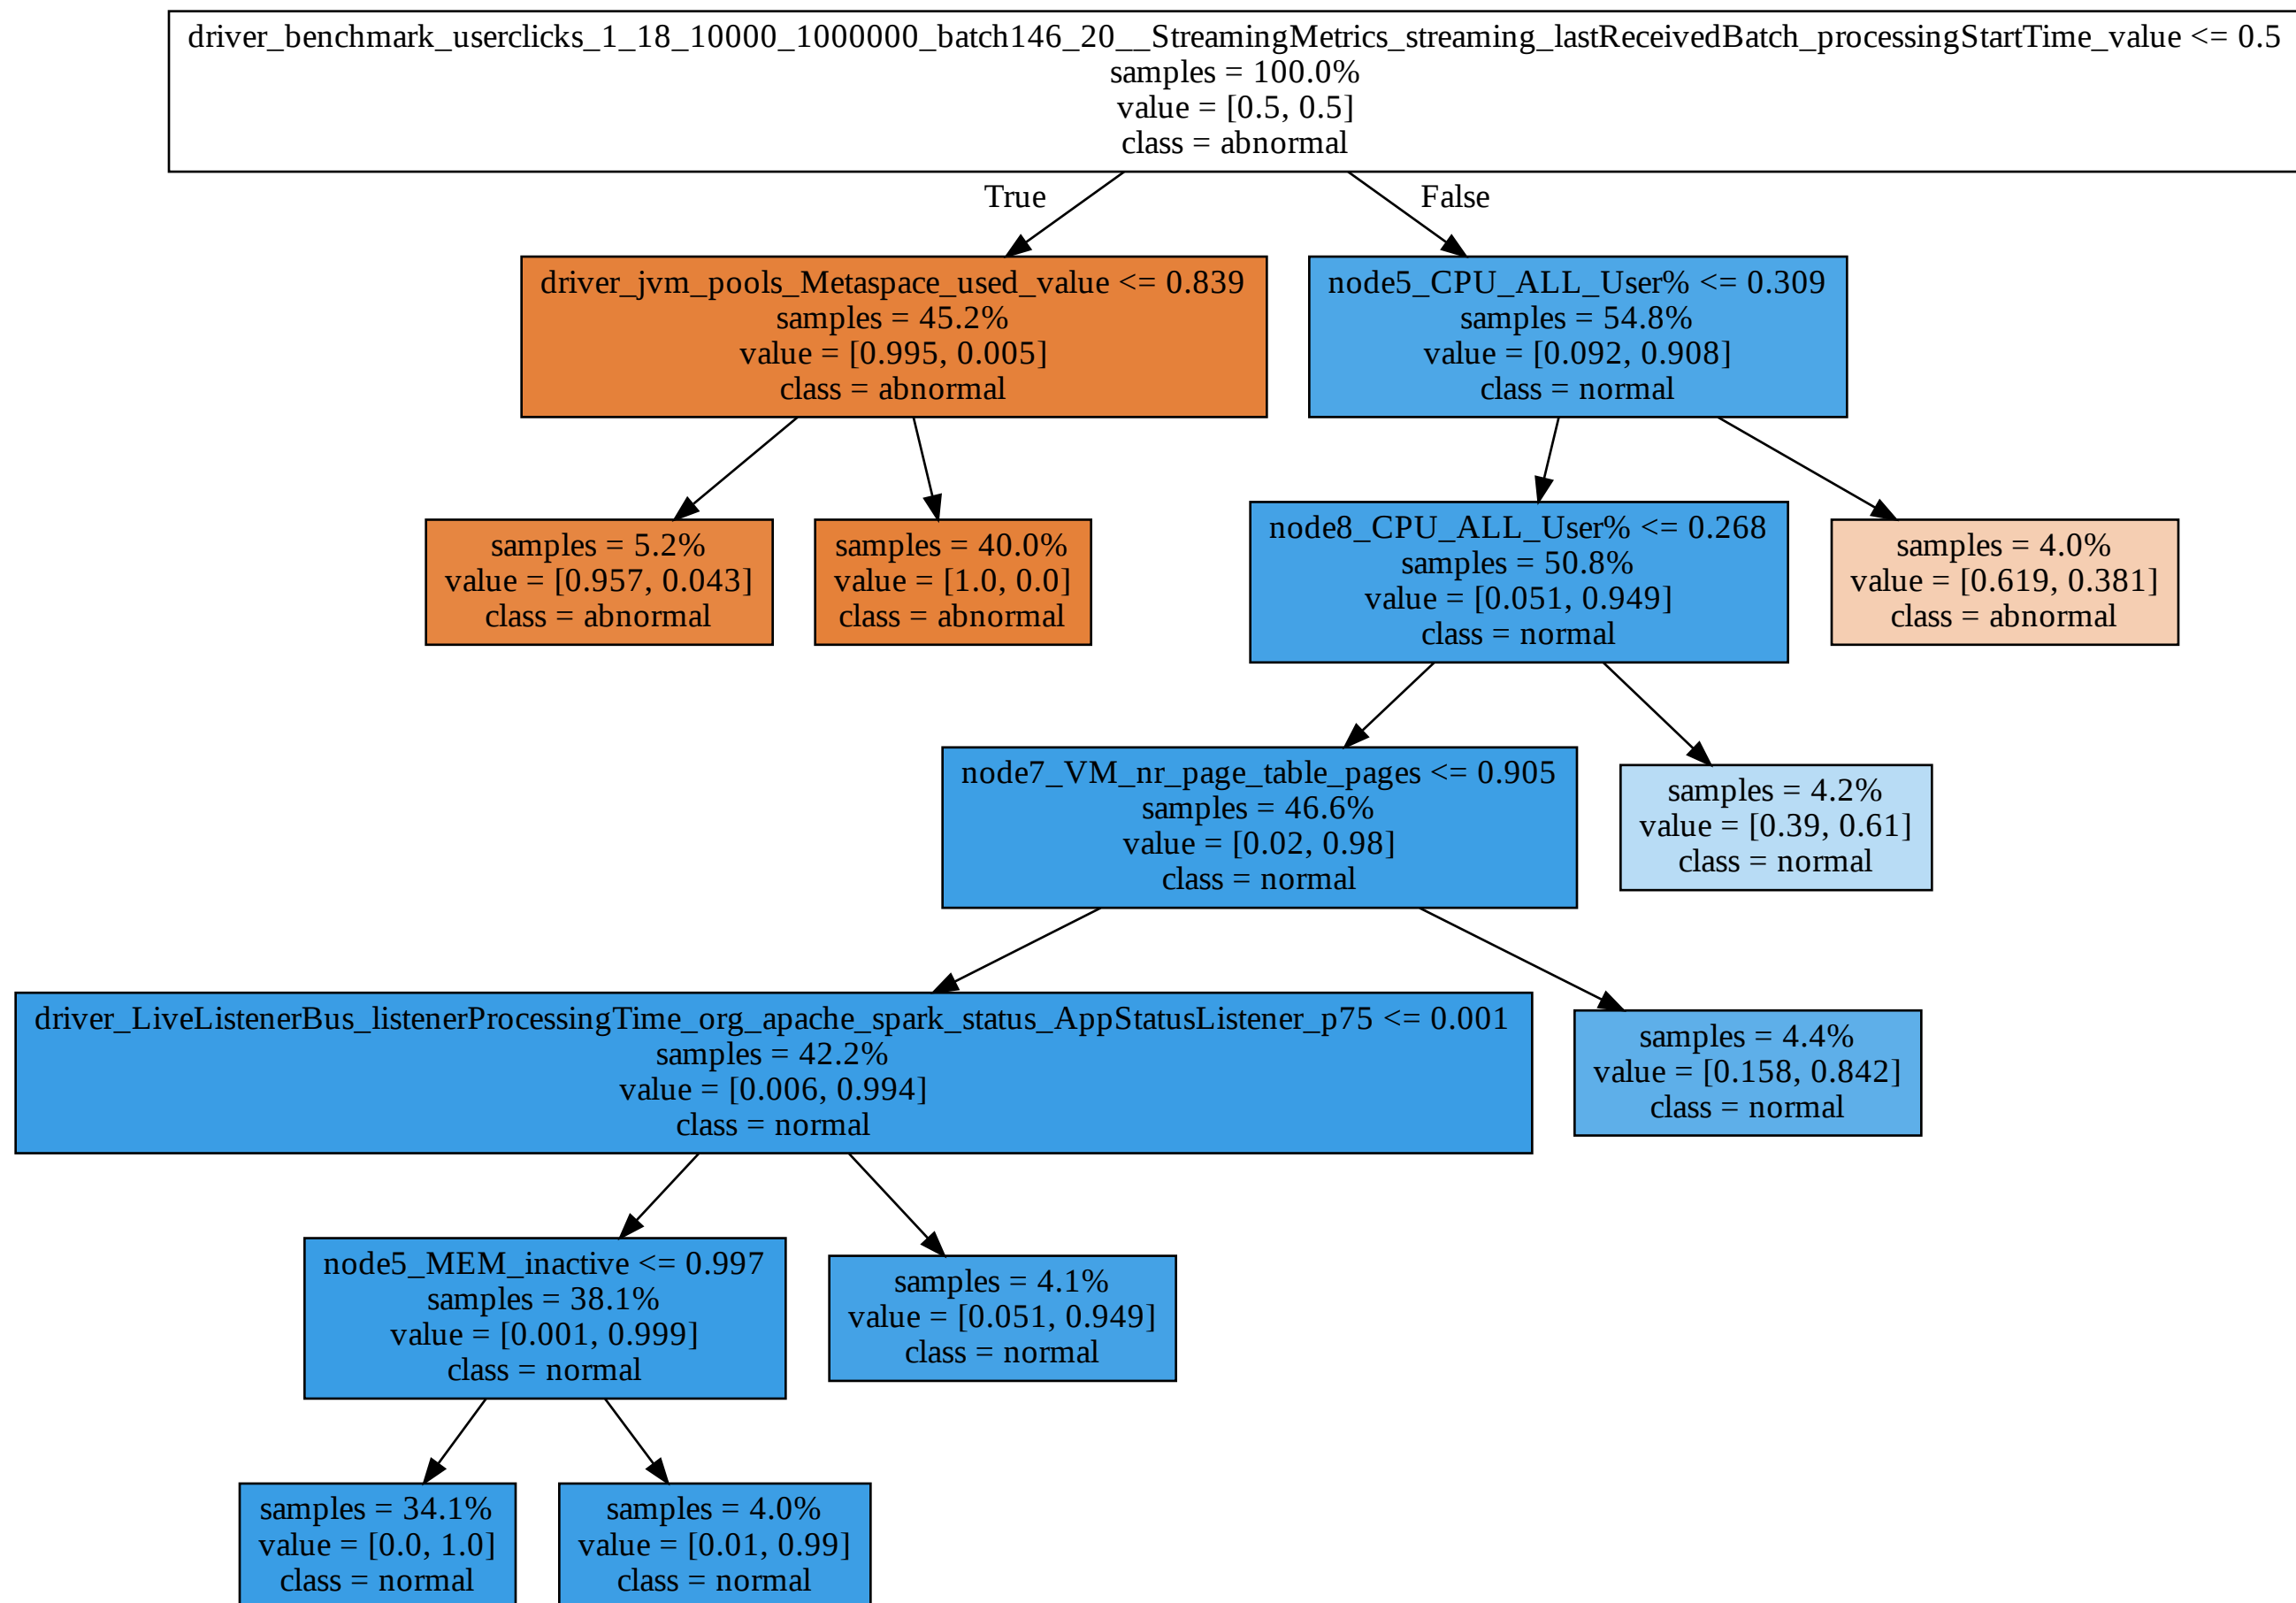 driver_benchmark_userclicks_1_18_10000_1000000_batch146_20__StreamingMetrics_streaming_lastReceivedBatch_processingStartTime_value <= 0.5
samples = 100.0%
value = [0.5, 0.5]
class = abnormal
True
False
driver_jvm_pools_Metaspace_used_value <= 0.839
samples = 45.2%
value = [0.995, 0.005]
class = abnormal
node5_CPU_ALL_User% <= 0.309
samples = 54.8%
value = [0.092, 0.908]
class = normal
samples = 5.2%
value = [0.957, 0.043]
class = abnormal
samples = 40.0%
value = [1.0, 0.0]
class = abnormal
node8_CPU_ALL_User% <= 0.268
samples = 50.8%
value = [0.051, 0.949]
class = normal
samples = 4.0%
value = [0.619, 0.381]
class = abnormal
node7_VM_nr_page_table_pages <= 0.905
samples = 46.6%
value = [0.02, 0.98]
class = normal
samples = 4.2%
value = [0.39, 0.61]
class = normal
driver_LiveListenerBus_listenerProcessingTime_org_apache_spark_status_AppStatusListener_p75 <= 0.001
samples = 42.2%
value = [0.006, 0.994]
class = normal
samples = 4.4%
value = [0.158, 0.842]
class = normal
node5_MEM_inactive <= 0.997
samples = 38.1%
value = [0.001, 0.999]
class = normal
samples = 4.1%
value = [0.051, 0.949]
class = normal
samples = 34.1%
value = [0.0, 1.0]
class = normal
samples = 4.0%
value = [0.01, 0.99]
class = normal